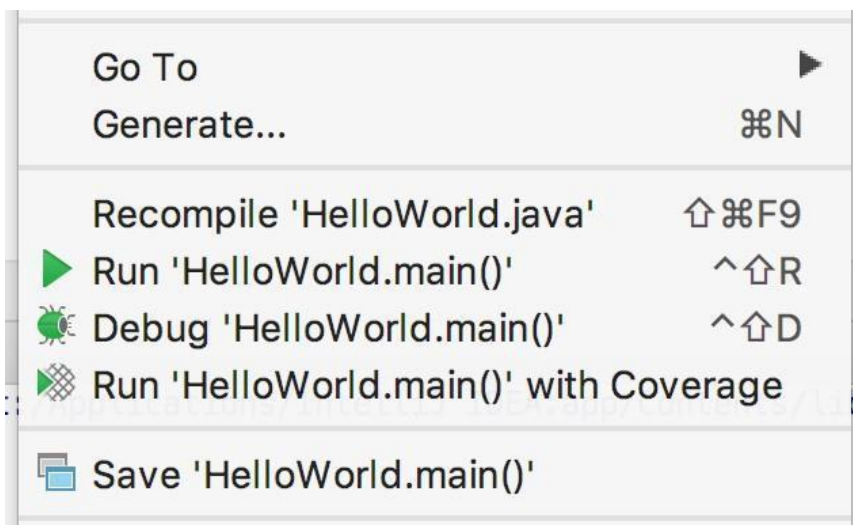 Go To
Generate... ⌘N
Recompile 'HelloWorld.java' ⇧⌘F9
Run 'HelloWorld.main()' ^⇧R
Debug 'HelloWorld.main()' ^⇧D
Run 'HelloWorld.main()' with Coverage
Save 'HelloWorld.main()'